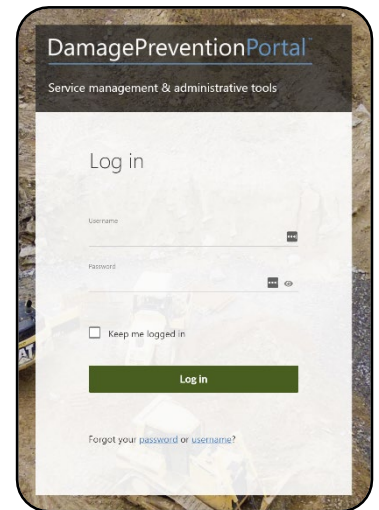 DamagePreventionPortal™
Service management & administrative tools
Log in
Username
Password
Keep me logged in
Log in
Forgot your password or username?